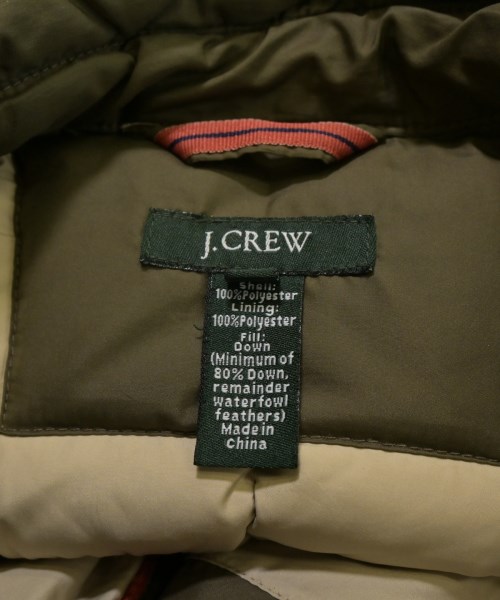 J.CREW
Shell:
100%Polyester
Lining:
100%Polyester
Fill:
Down
(Minimum of
80% Down,
remainder
waterfowl
feathers)
Made in
China